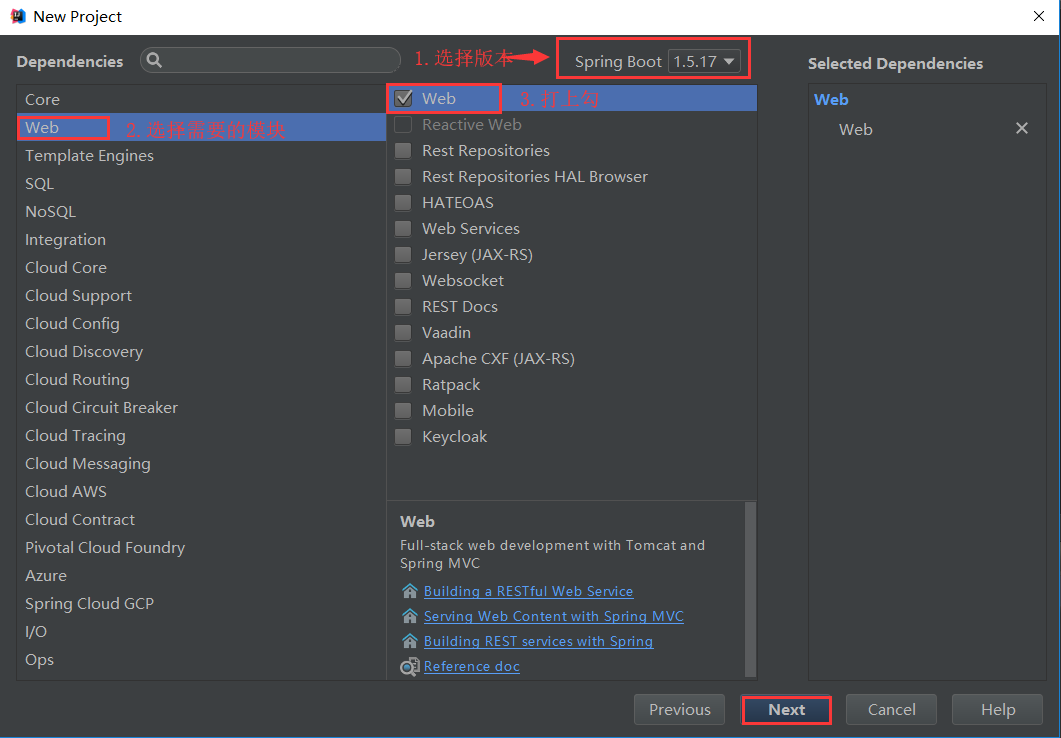 New Project
Dependencies
1. 选择版本
Spring Boot 1.5.17
Core
Web
2. 选择需要的模块
Template Engines
SQL
NoSQL
Integration
Cloud Core
Cloud Support
Cloud Config
Cloud Discovery
Cloud Routing
Cloud Circuit Breaker
Cloud Tracing
Cloud Messaging
Cloud AWS
Cloud Contract
Pivotal Cloud Foundry
Azure
Spring Cloud GCP
I/O
Ops
Web
3. 打上勾
Reactive Web
Rest Repositories
Rest Repositories HAL Browser
HATEOAS
Web Services
Jersey (JAX-RS)
Websocket
REST Docs
Vaadin
Apache CXF (JAX-RS)
Ratpack
Mobile
Keycloak
Web
Full-stack web development with Tomcat and
Spring MVC
Building a RESTful Web Service
Serving Web Content with Spring MVC
Building REST services with Spring
Reference doc
Selected Dependencies
Web
Web
Previous
Next
Cancel
Help